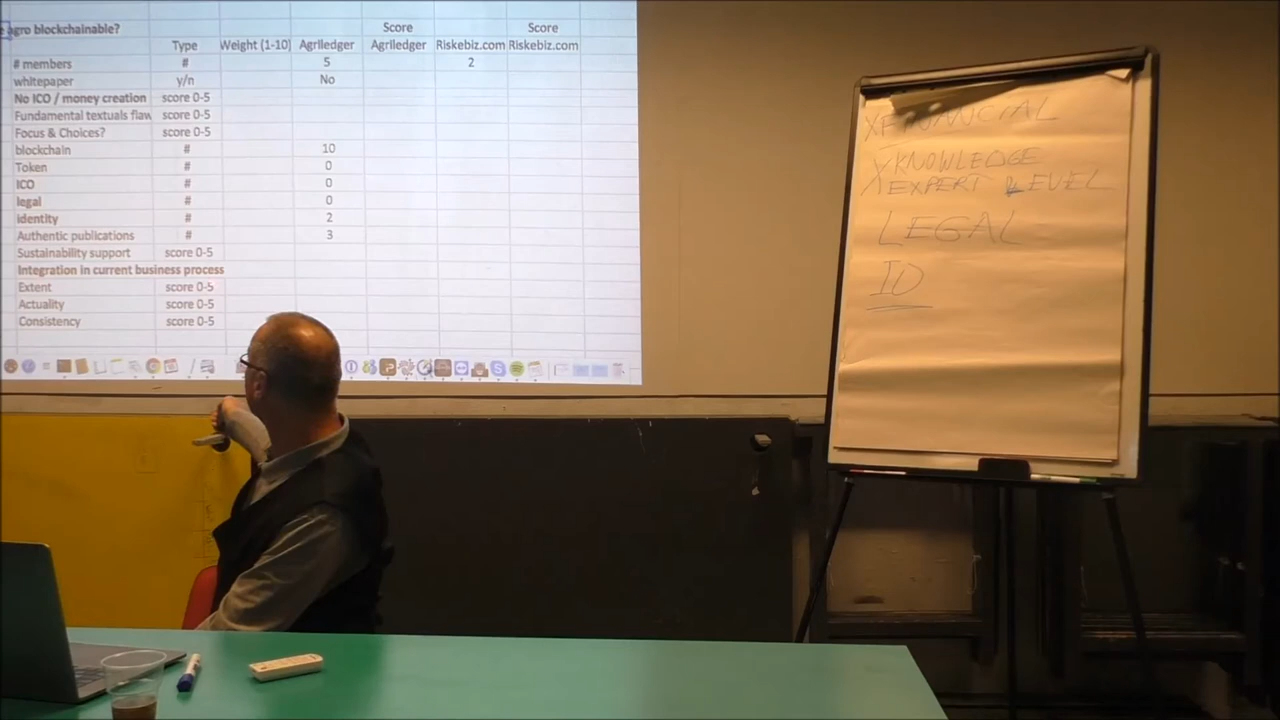 agro blockchainable? Score Score
Type Weight (1-10) Agriledger Agriledger Riskebiz.com Riskebiz.com
# members # 5 2
whitepaper y/n No
No ICO / money creation score 0-5
Fundamental textuals flaw score 0-5
Focus & Choices? score 0-5
blockchain # 10
Token # 0
ICO # 0
legal # 0
identity # 2
Authentic publications # 3
Sustainability support score 0-5
Integration in current business process
Extent score 0-5
Actuality score 0-5
Consistency score 0-5
XFINANCIAL
XKNOWLEDGE
XEXPERT LEVEL
LEGAL
ID